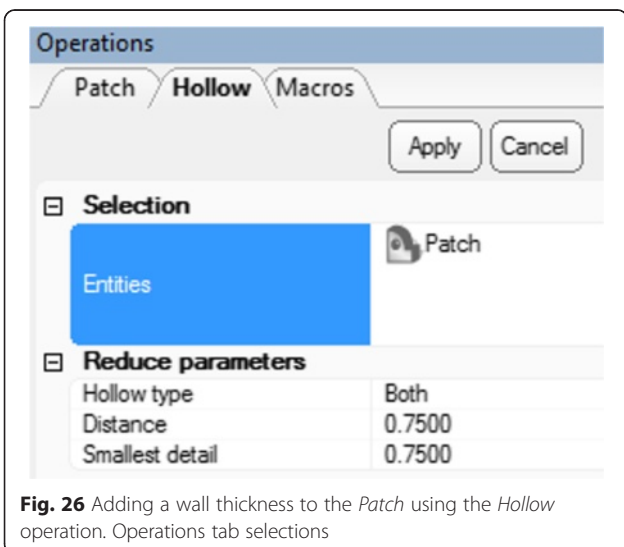 Operations
Patch Hollow Macros
Apply Cancel
Selection
Entities Patch
Reduce parameters
Hollow type Both
Distance 0.7500
Smallest detail 0.7500
Fig. 26 Adding a wall thickness to the Patch using the Hollow
operation. Operations tab selections